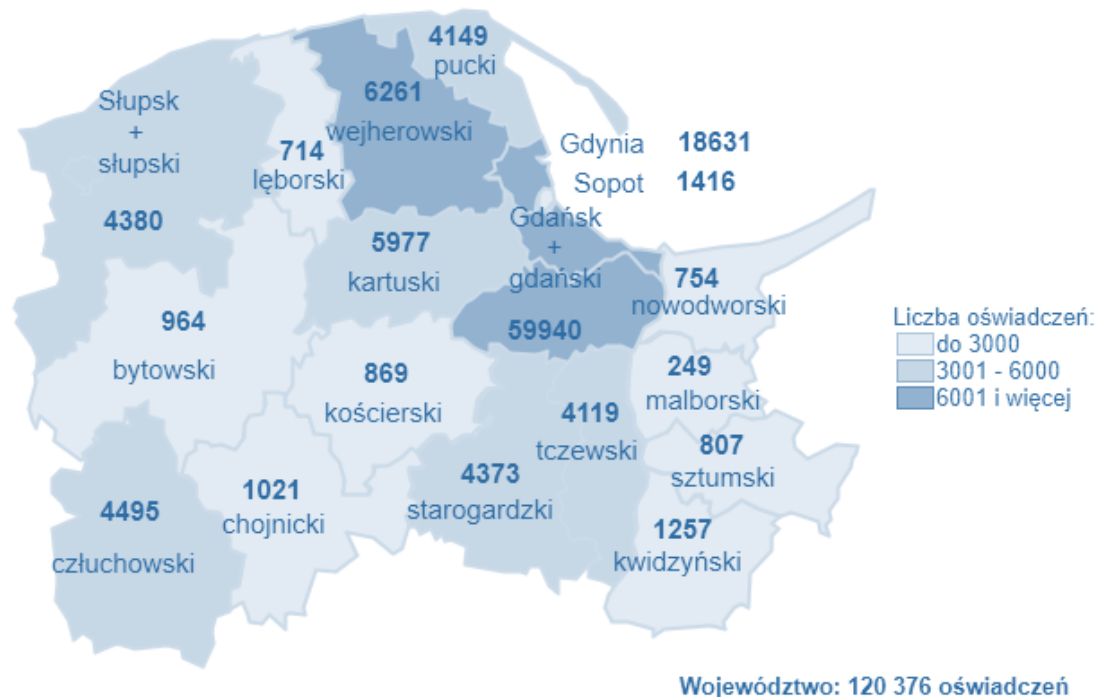 4149
pucki
6261
wejherowski
Słupsk
+
słupski
4380
714
lęborski
Gdynia 18631
Sopot 1416
Gdańsk
+
gdański
59940
5977
kartuski
754
nowodworski
964
bytowski
869
kościerski
249
malborski
4119
tczewski
807
sztumski
4373
starogardzki
1021
chojnicki
4495
człuchowski
1257
kwidzyński
Liczba oświadczeń:
do 3000
3001 - 6000
6001 i więcej
Województwo: 120 376 oświadczeń